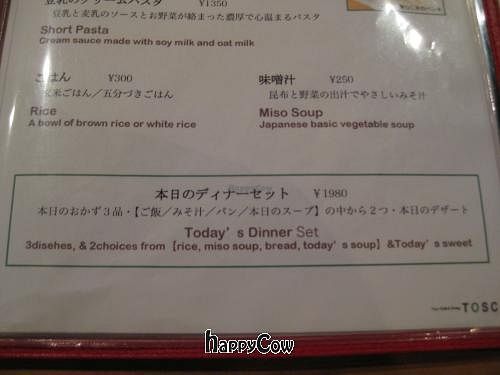 豆乳のクリームパスタ ¥1350
豆乳と麦乳のソースとお野菜が絡まった濃厚で心温まるパスタ
Short Pasta
Cream sauce made with soy milk and oat milk
ごはん ¥300
玄米ごはん／五分づきごはん
Rice
A bowl of brown rice or white rice
味噌汁 ¥250
昆布と野菜の出汁でやさしいみそ汁
Miso Soup
Japanese basic vegetable soup
本日のディナーセット ¥1980
本日のおかず3品・【ご飯／みそ汁／パン／本日のスープ】の中から2つ・本日のデザート
Today's Dinner Set
3disehes, & 2choices from【rice, miso soup, bread, today's soup】&Today's sweet
TOSC
HappyCow